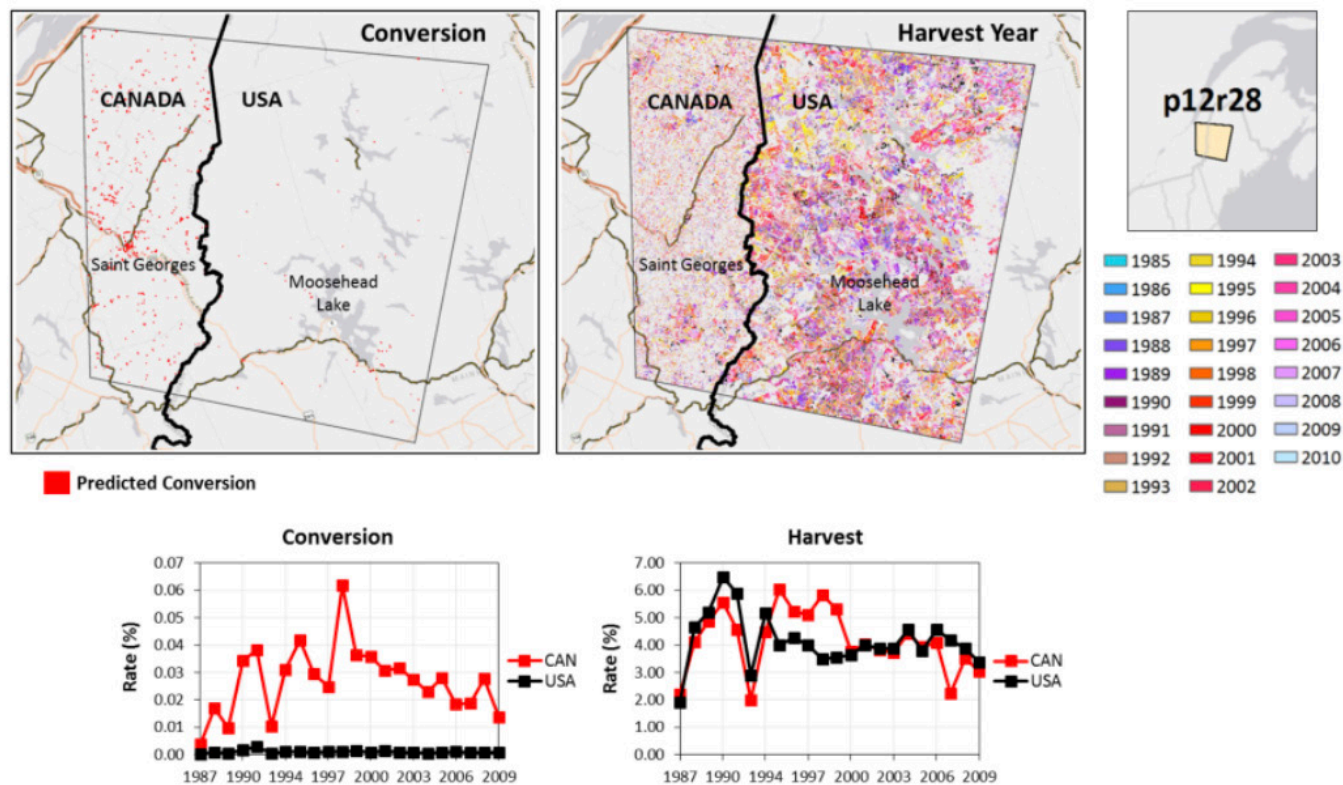 Conversion
CANADA
USA
Saint Georges
Moosehead
Lake
Predicted Conversion
Harvest Year
CANADA
USA
Saint Georges
Moosehead
Lake
p12r28
1985 1994 2003
1986 1995 2004
1987 1996 2005
1988 1997 2006
1989 1998 2007
1990 1999 2008
1991 2000 2009
1992 2001 2010
1993 2002
Conversion
Rate (%)
0.07
0.06
0.05
0.04
0.03
0.02
0.01
0.00
1987 1990 1994 1997 2000 2003 2006 2009
CAN
USA
Harvest
Rate (%)
7.00
6.00
5.00
4.00
3.00
2.00
1.00
0.00
1987 1990 1994 1997 2000 2003 2006 2009
CAN
USA